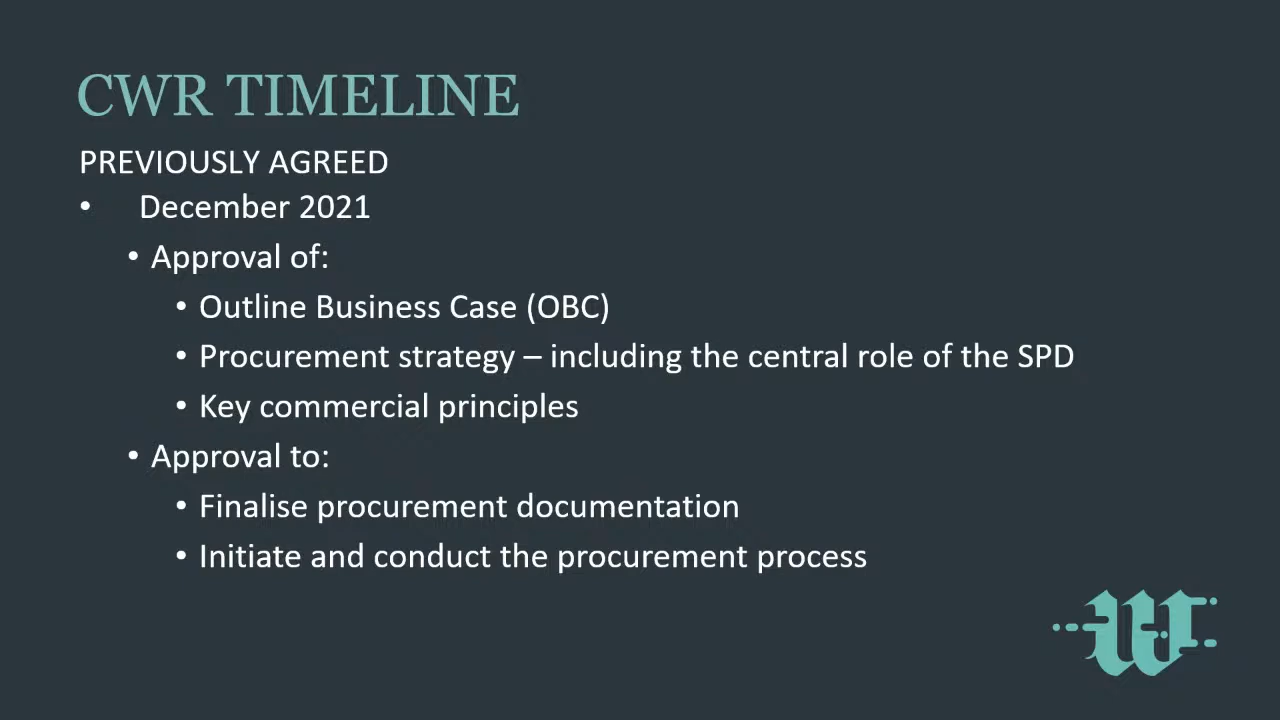 CWR TIMELINE
PREVIOUSLY AGREED
• December 2021
• Approval of:
• Outline Business Case (OBC)
• Procurement strategy – including the central role of the SPD
• Key commercial principles
• Approval to:
• Finalise procurement documentation
• Initiate and conduct the procurement process
W